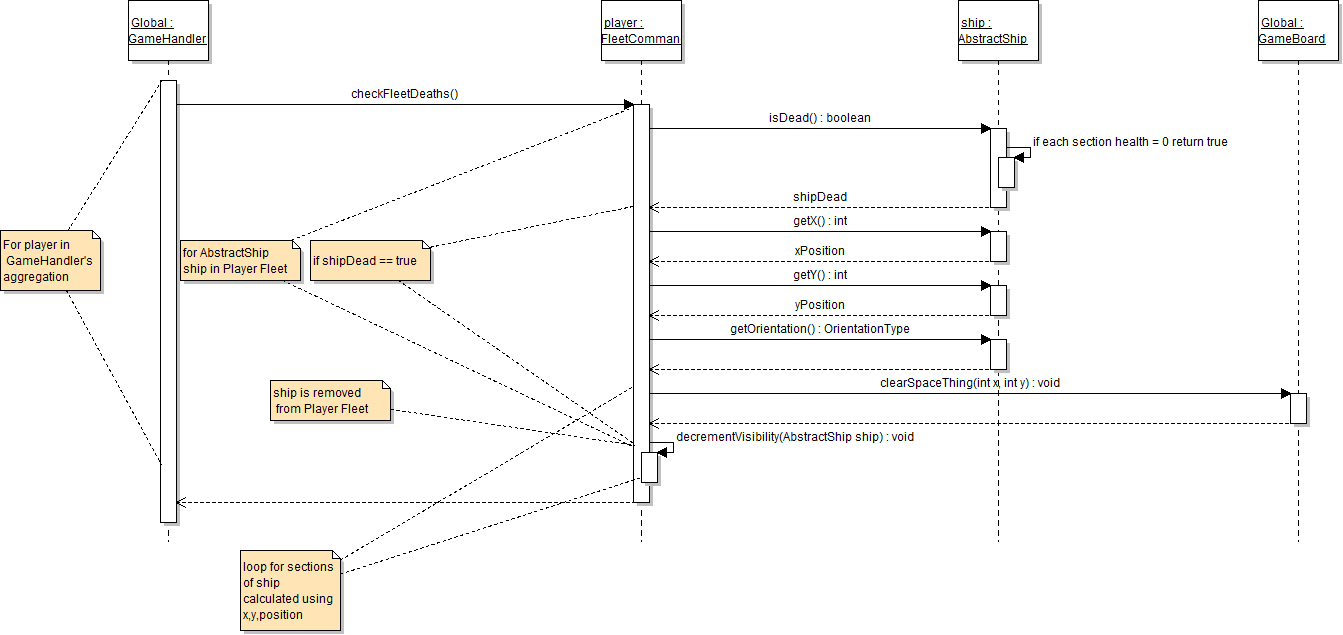 Global :
GameHandler
player :
FleetComman
ship :
AbstractShip
Global :
GameBoard
checkFleetDeaths()
isDead() : boolean
if each section health = 0 return true
shipDead
getX() : int
For player in
GameHandler's
aggregation
for AbstractShip
ship in Player Fleet
if shipDead == true
xPosition
getY() : int
yPosition
getOrientation() : OrientationType
clearSpaceThing(int x, int y) : void
ship is removed
from Player Fleet
decrementVisibility(AbstractShip ship) : void
loop for sections
of ship
calculated using
x,y,position